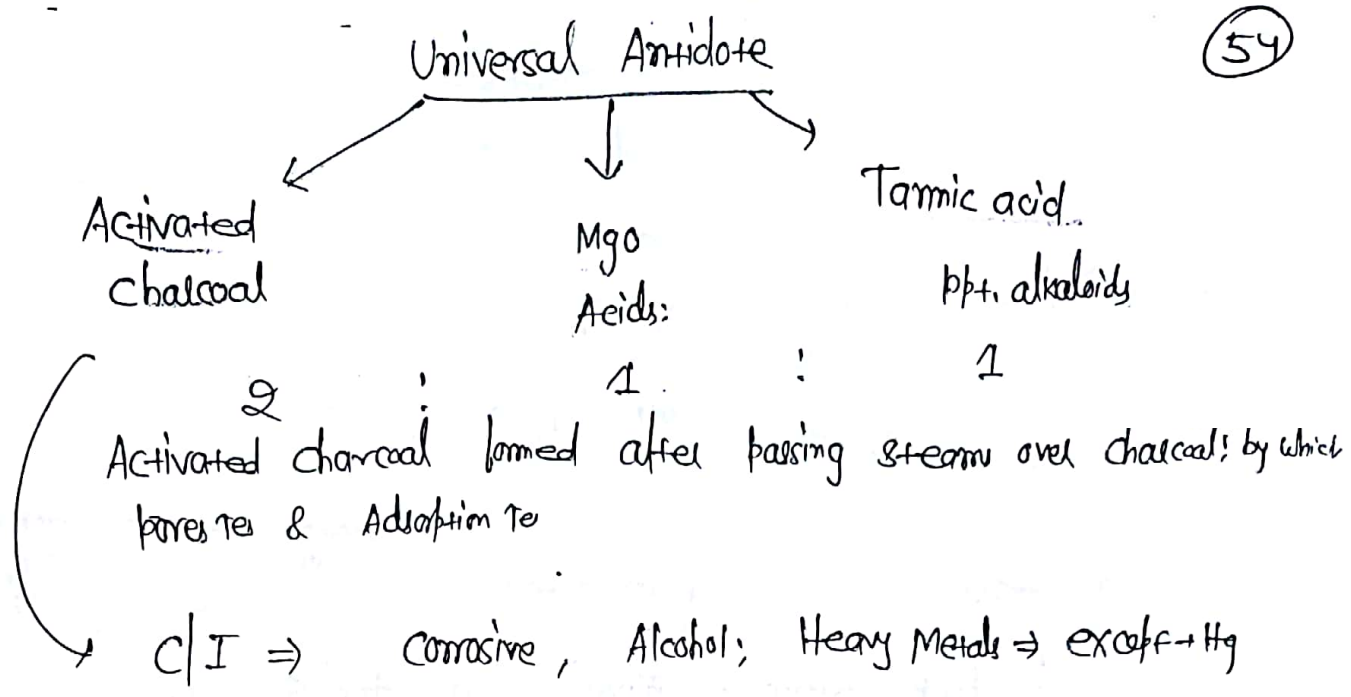 54
Universal Antidote
Activated
charcoal
MgO
Acids:
Tannic acid
ppt. alkaloids
2 : 1 : 1
Activated charcoal formed after passing steam over charcoal; by which
pores ↑es & Adsorption ↑e
C/I ⇒ Corrosive, Alcohol; Heavy Metals ⇒ except → Hg